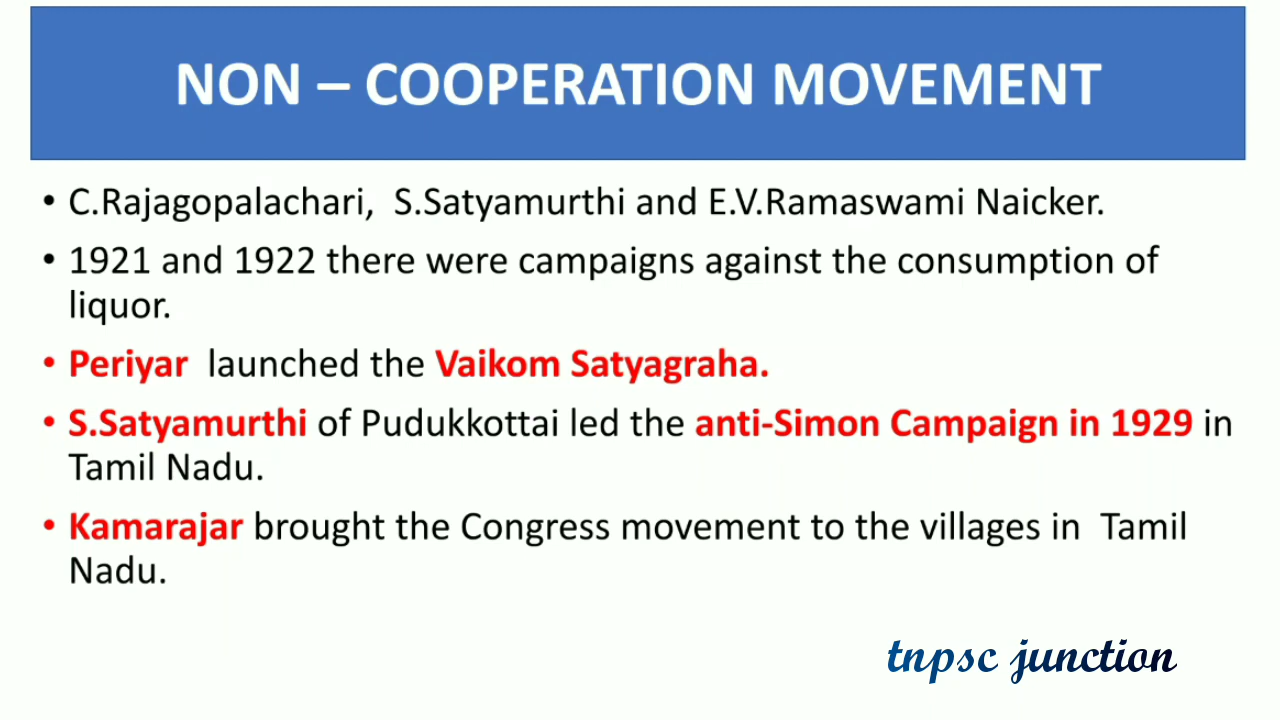 NON – COOPERATION MOVEMENT
• C.Rajagopalachari, S.Satyamurthi and E.V.Ramaswami Naicker.
• 1921 and 1922 there were campaigns against the consumption of
liquor.
• Periyar launched the Vaikom Satyagraha.
• S.Satyamurthi of Pudukkottai led the anti-Simon Campaign in 1929 in
Tamil Nadu.
• Kamarajar brought the Congress movement to the villages in Tamil
Nadu.
tnpsc junction